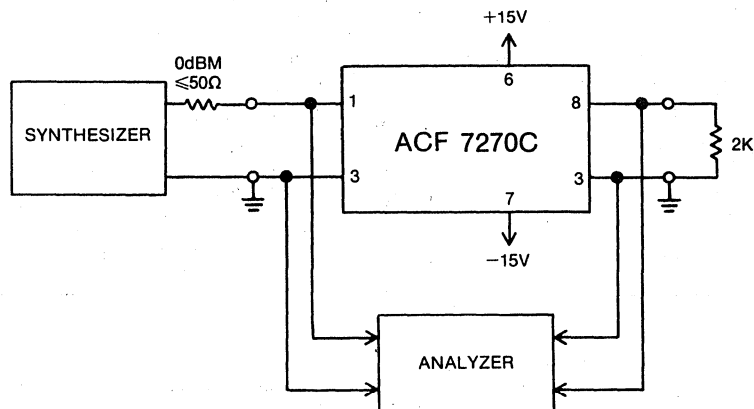 +15V
0dBM
≤50Ω
6
1
8
SYNTHESIZER
ACF 7270C
2K
3
3
7
−15V
ANALYZER